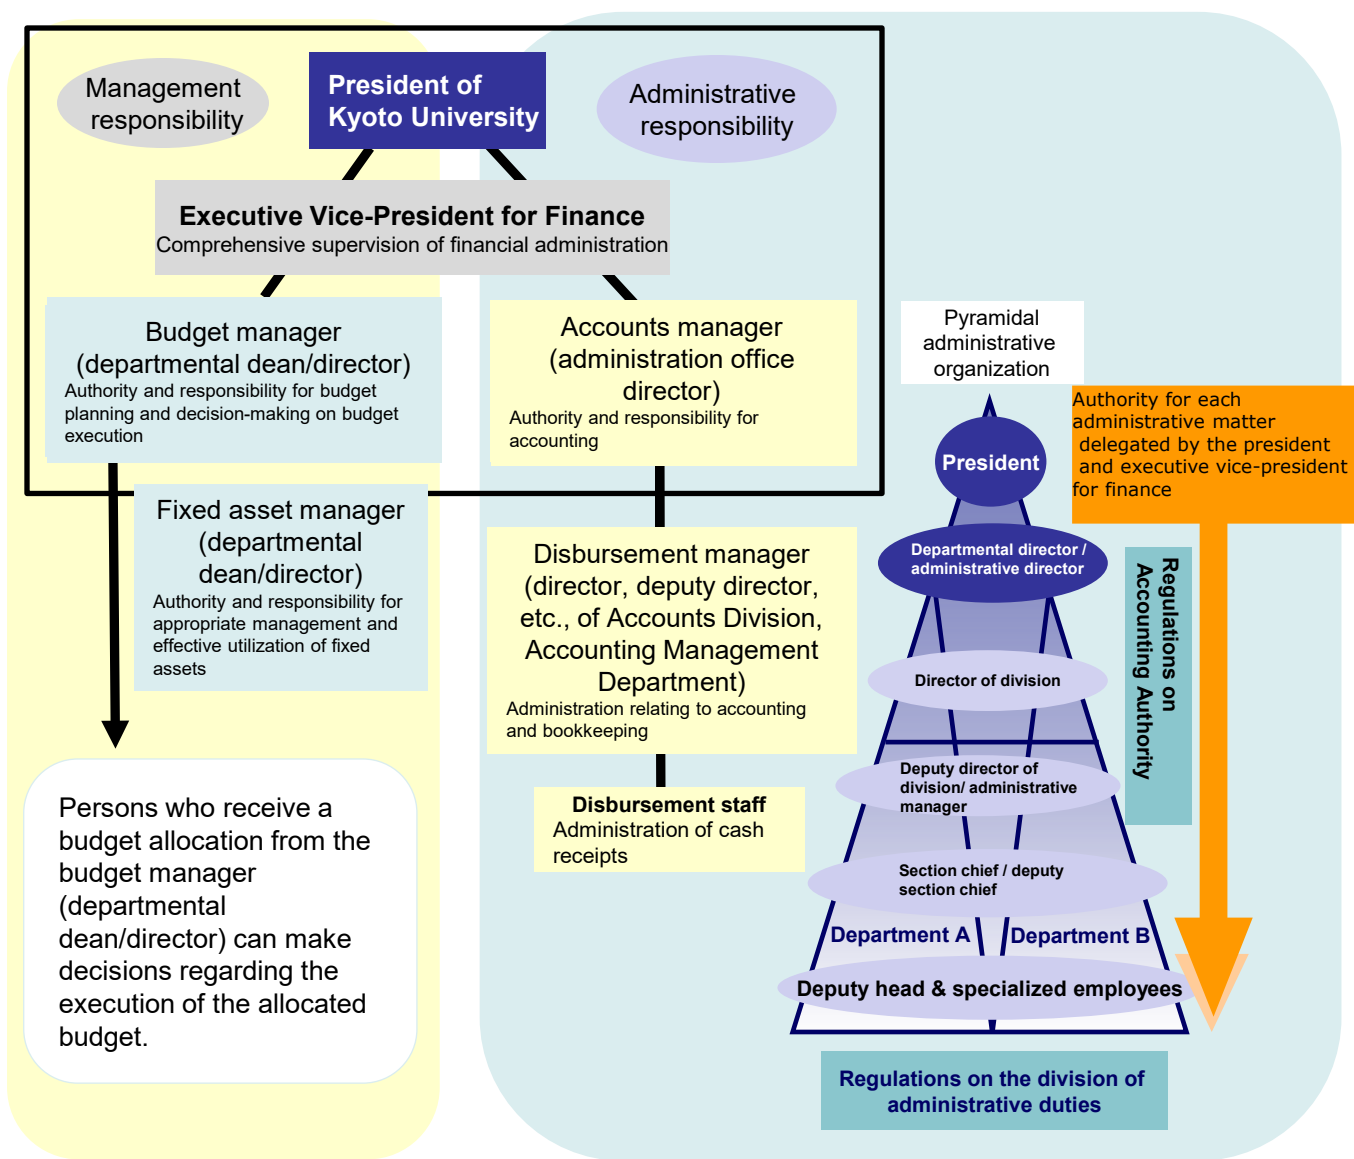 Management
responsibility
President of
Kyoto University
Administrative
responsibility
Executive Vice-President for Finance
Comprehensive supervision of financial administration
Budget manager
(departmental dean/director)
Authority and responsibility for budget
planning and decision-making on budget
execution
Accounts manager
(administration office
director)
Authority and responsibility for
accounting
Fixed asset manager
(departmental
dean/director)
Authority and responsibility for
appropriate management and
effective utilization of fixed
assets
Disbursement manager
(director, deputy director,
etc., of Accounts Division,
Accounting Management
Department)
Administration relating to accounting
and bookkeeping
Disbursement staff
Administration of cash
receipts
Persons who receive a
budget allocation from the
budget manager
(departmental
dean/director) can make
decisions regarding the
execution of the allocated
budget.
Pyramidal
administrative
organization
Authority for each
administrative matter
delegated by the president
and executive vice-president
for finance
President
Departmental director /
administrative director
Director of division
Deputy director of
division/ administrative
manager
Section chief / deputy
section chief
Department A
Department B
Deputy head & specialized employees
Regulations on
Accounting Authority
Regulations on the division of
administrative duties